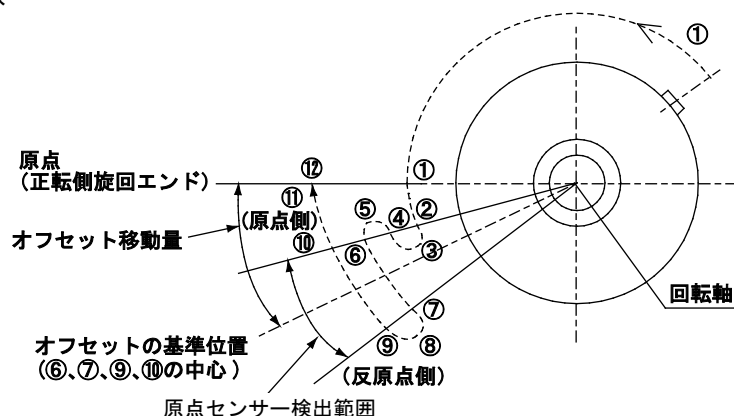 ①
原点
(正転側旋回エンド)
⑫
①
⑪
(原点側)
⑤
④
②
オフセット移動量
⑩
⑥
③
回転軸
⑦
オフセットの基準位置
(⑥、⑦、⑨、⑩の中心)
⑨
⑧
(反原点側)
原点センサー検出範囲